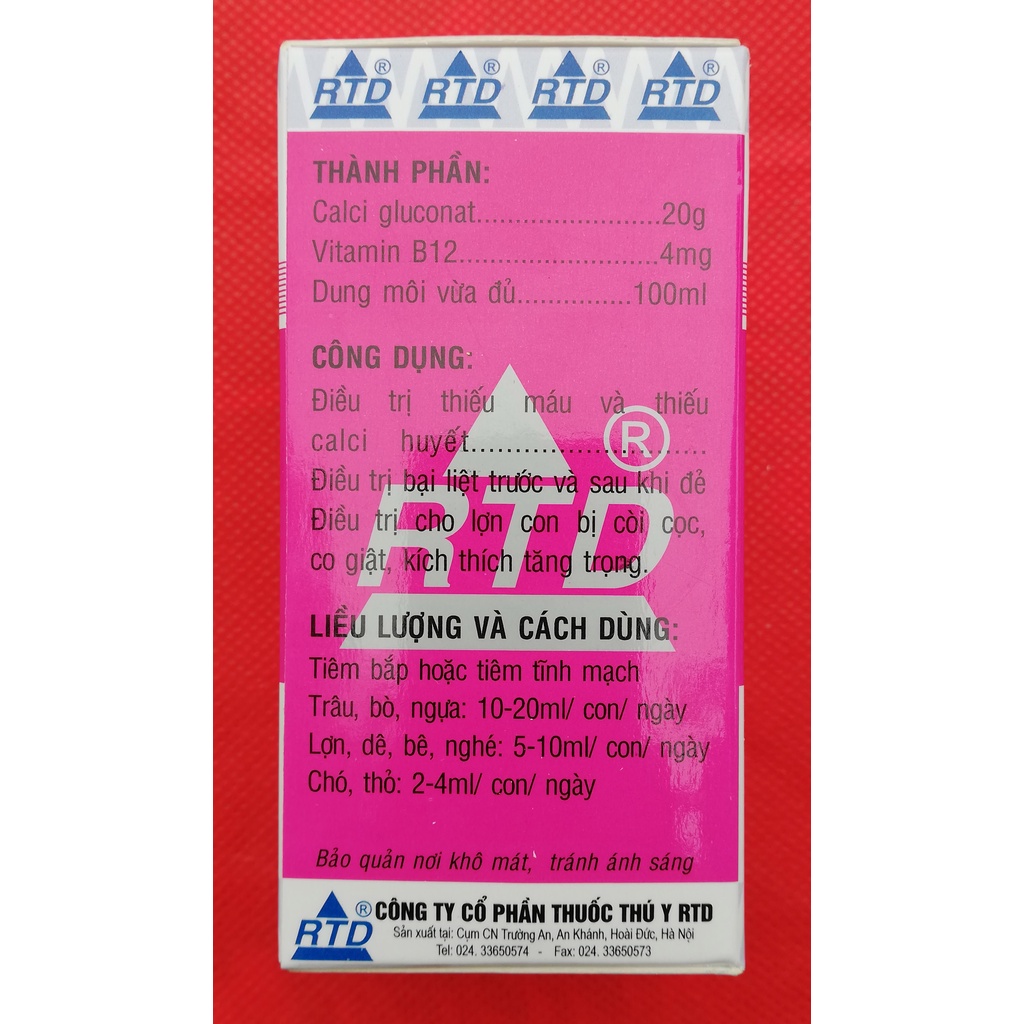 RTD® RTD® RTD® RTD®
THÀNH PHẦN:
Calci gluconat........................20g
Vitamin B12..........................4mg
Dung môi vừa đủ...............100ml
CÔNG DỤNG:
Điều trị thiếu máu và thiếu
calci huyết..............................
Điều trị bại liệt trước và sau khi đẻ
Điều trị cho lợn con bị còi cọc,
co giật, kích thích tăng trọng.
RTD®
LIỀU LƯỢNG VÀ CÁCH DÙNG:
Tiêm bắp hoặc tiêm tĩnh mạch
Trâu, bò, ngựa: 10-20ml/ con/ ngày
Lợn, dê, bê, nghé: 5-10ml/ con/ ngày
Chó, thỏ: 2-4ml/ con/ ngày
Bảo quản nơi khô mát, tránh ánh sáng
RTD® CÔNG TY CỔ PHẦN THUỐC THÚ Y RTD
Sản xuất tại: Cụm CN Trường An, An Khánh, Hoài Đức, Hà Nội
Tel: 024. 33650574 - Fax: 024. 33650573